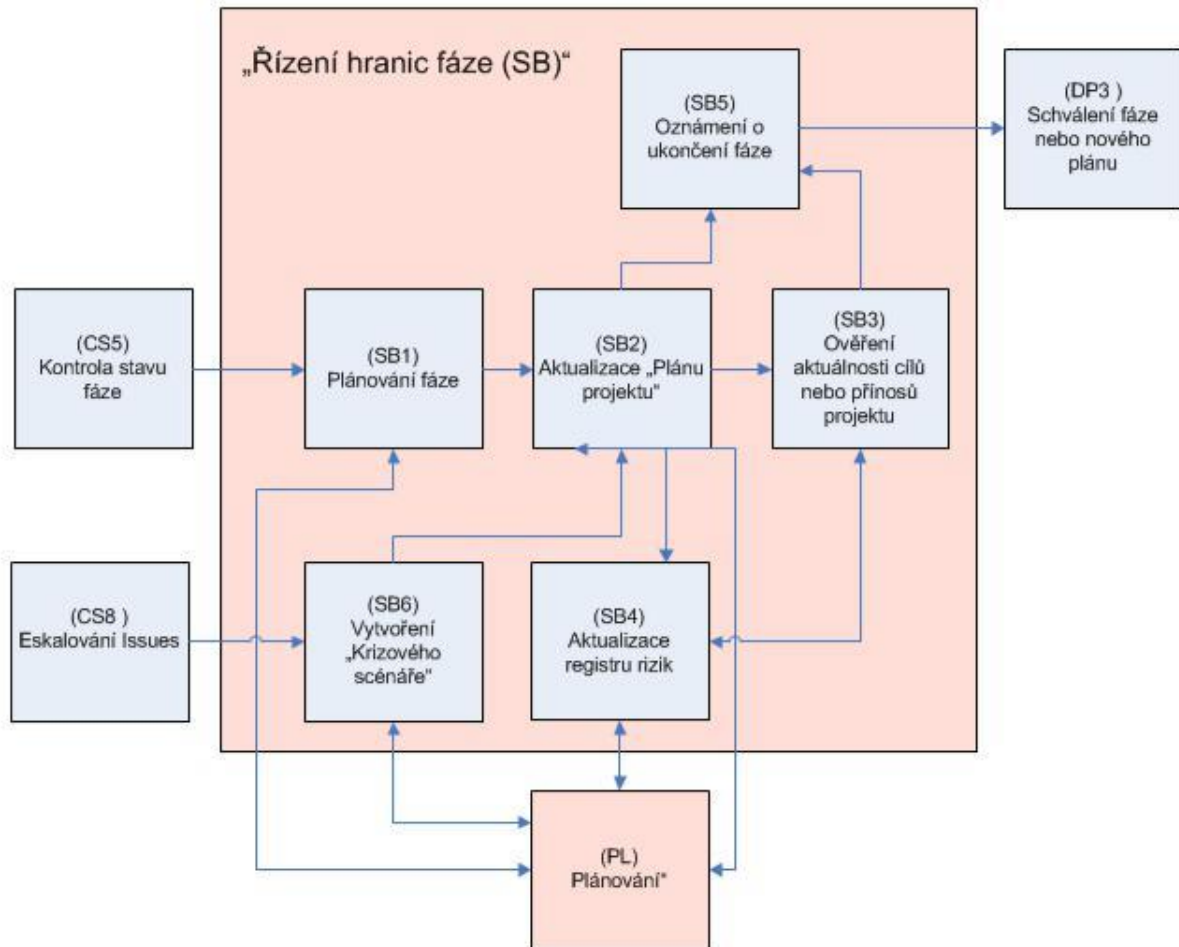 „Řízení hranic fáze (SB)“
(SB5)
Oznámení o
ukončení fáze
(DP3 )
Schválení fáze
nebo nového
plánu
(CS5)
Kontrola stavu
fáze
(SB1)
Plánování fáze
(SB2)
Aktualizace „Plánu
projektu“
(SB3)
Ověření
aktuálnosti cílů
nebo přínosů
projektu
(CS8 )
Eskalování Issues
(SB6)
Vytvoření
„Krizového
scénáře“
(SB4)
Aktualizace
registru rizik
(PL)
Plánování“